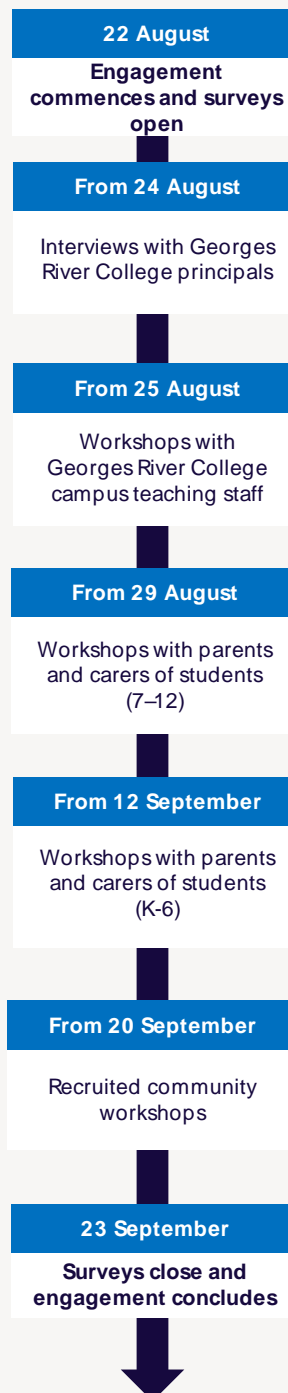 22 August
Engagement
commences and surveys
open
From 24 August
Interviews with Georges
River College principals
From 25 August
Workshops with
Georges River College
campus teaching staff
From 29 August
Workshops with parents
and carers of students
(7–12)
From 12 September
Workshops with parents
and carers of students
(K-6)
From 20 September
Recruited community
workshops
23 September
Surveys close and
engagement concludes